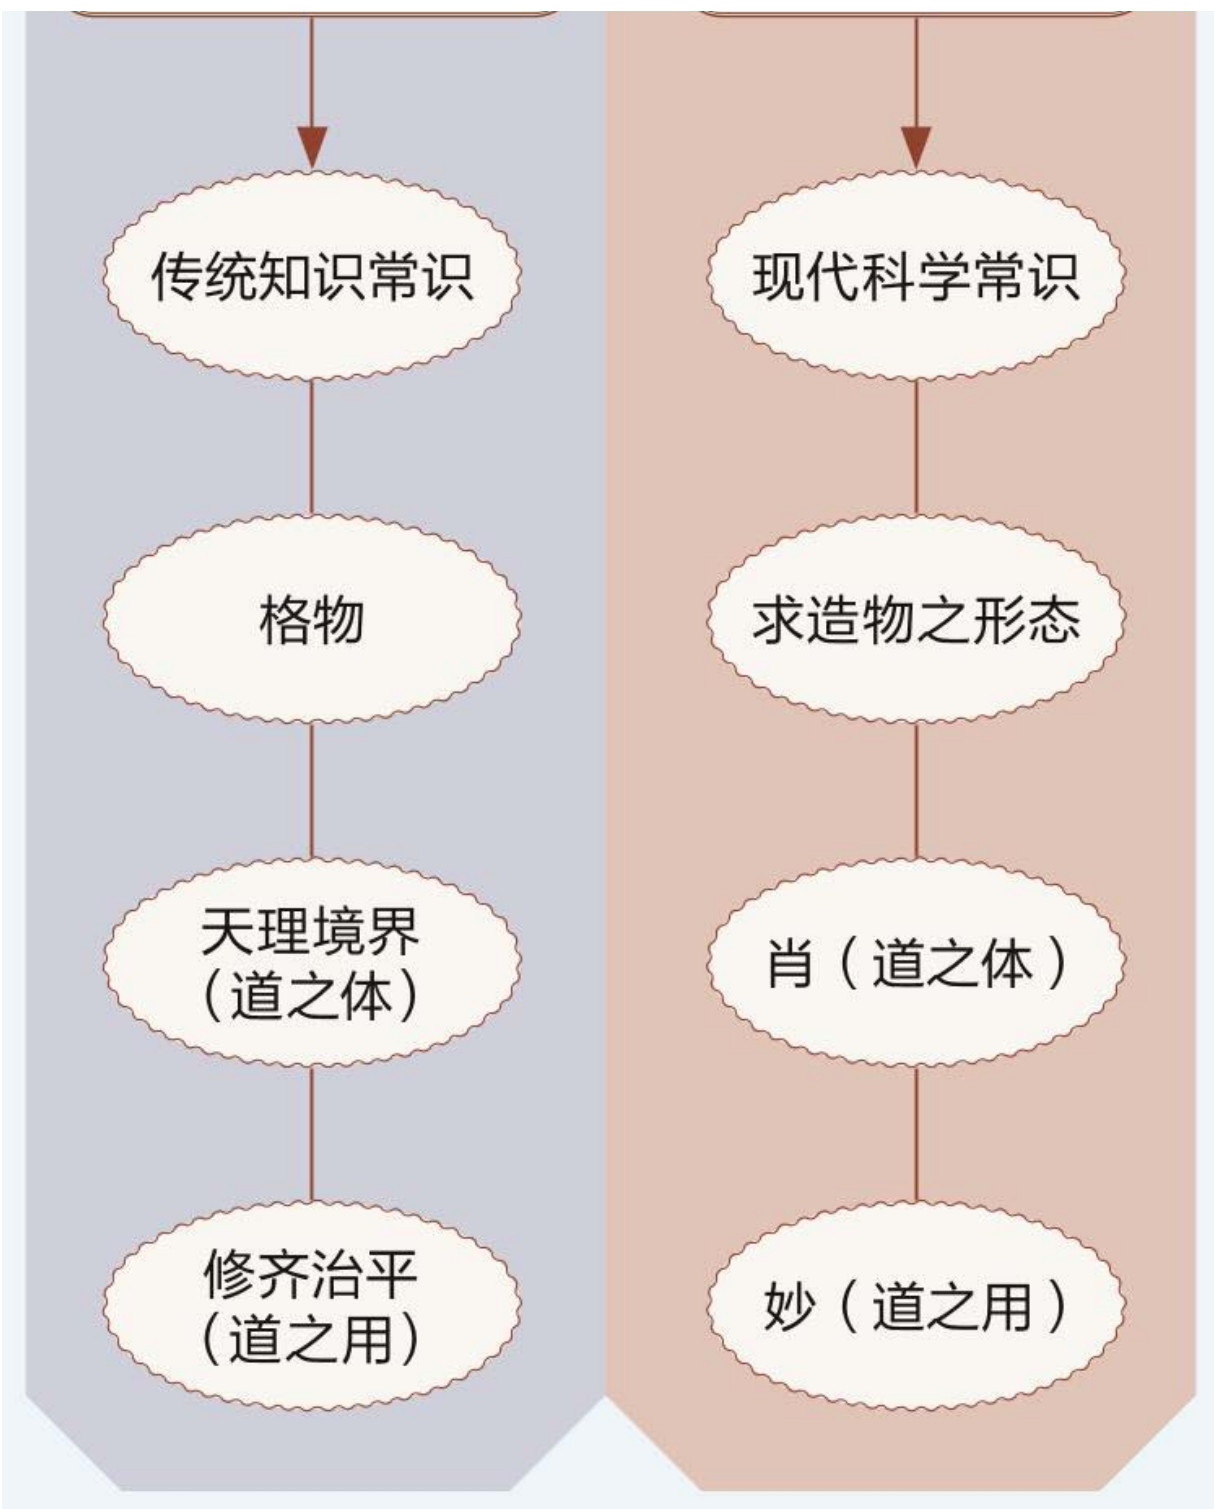 传统知识常识
格物
天理境界
（道之体）
修齐治平
（道之用）
现代科学常识
求造物之形态
肖（道之体）
妙（道之用）